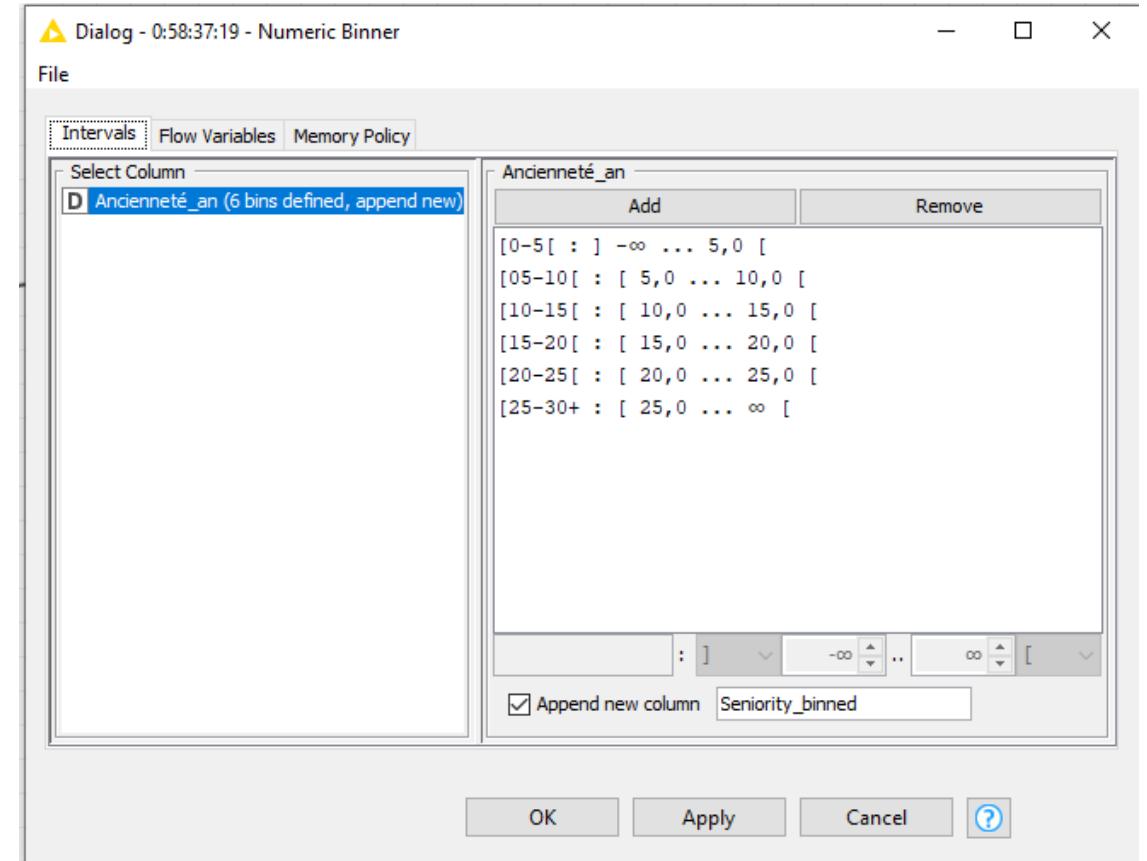 Dialog - 0:58:37:19 - Numeric Binner
File
Intervals Flow Variables Memory Policy
Select Column
D Ancienneté_an (6 bins defined, append new)
Ancienneté_an
Add Remove
[0-5[ : ] -∞ ... 5,0 [
[05-10[ : [ 5,0 ... 10,0 [
[10-15[ : [ 10,0 ... 15,0 [
[15-20[ : [ 15,0 ... 20,0 [
[20-25[ : [ 20,0 ... 25,0 [
[25-30+ : [ 25,0 ... ∞ [
: ] -∞ .. ∞ [
Append new column Seniority_binned
OK Apply Cancel ?